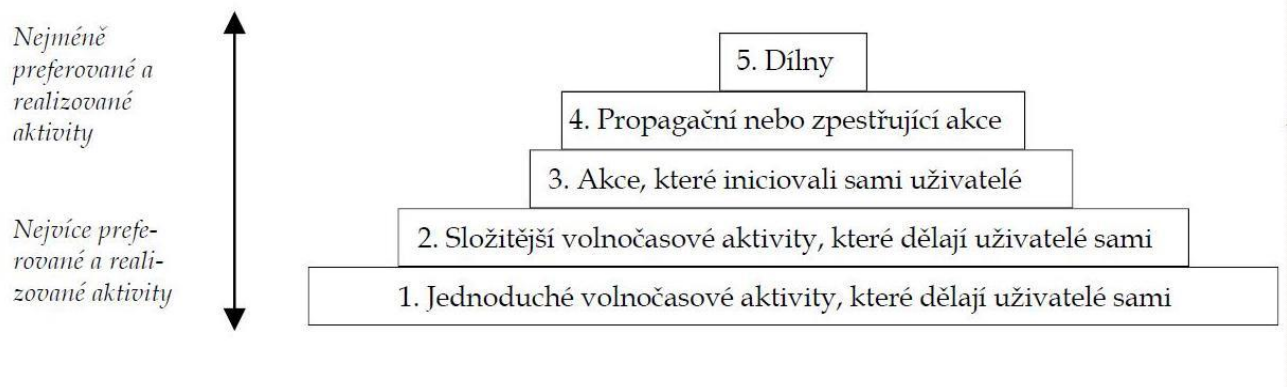 Nejméně
preferované a
realizované
aktivity
Nejvíce prefe-
rované a reali-
zované aktivity
5. Dílny
4. Propagační nebo zpestřující akce
3. Akce, které iniciovali sami uživatelé
2. Složitější volnočasové aktivity, které dělají uživatelé sami
1. Jednoduché volnočasové aktivity, které dělají uživatelé sami